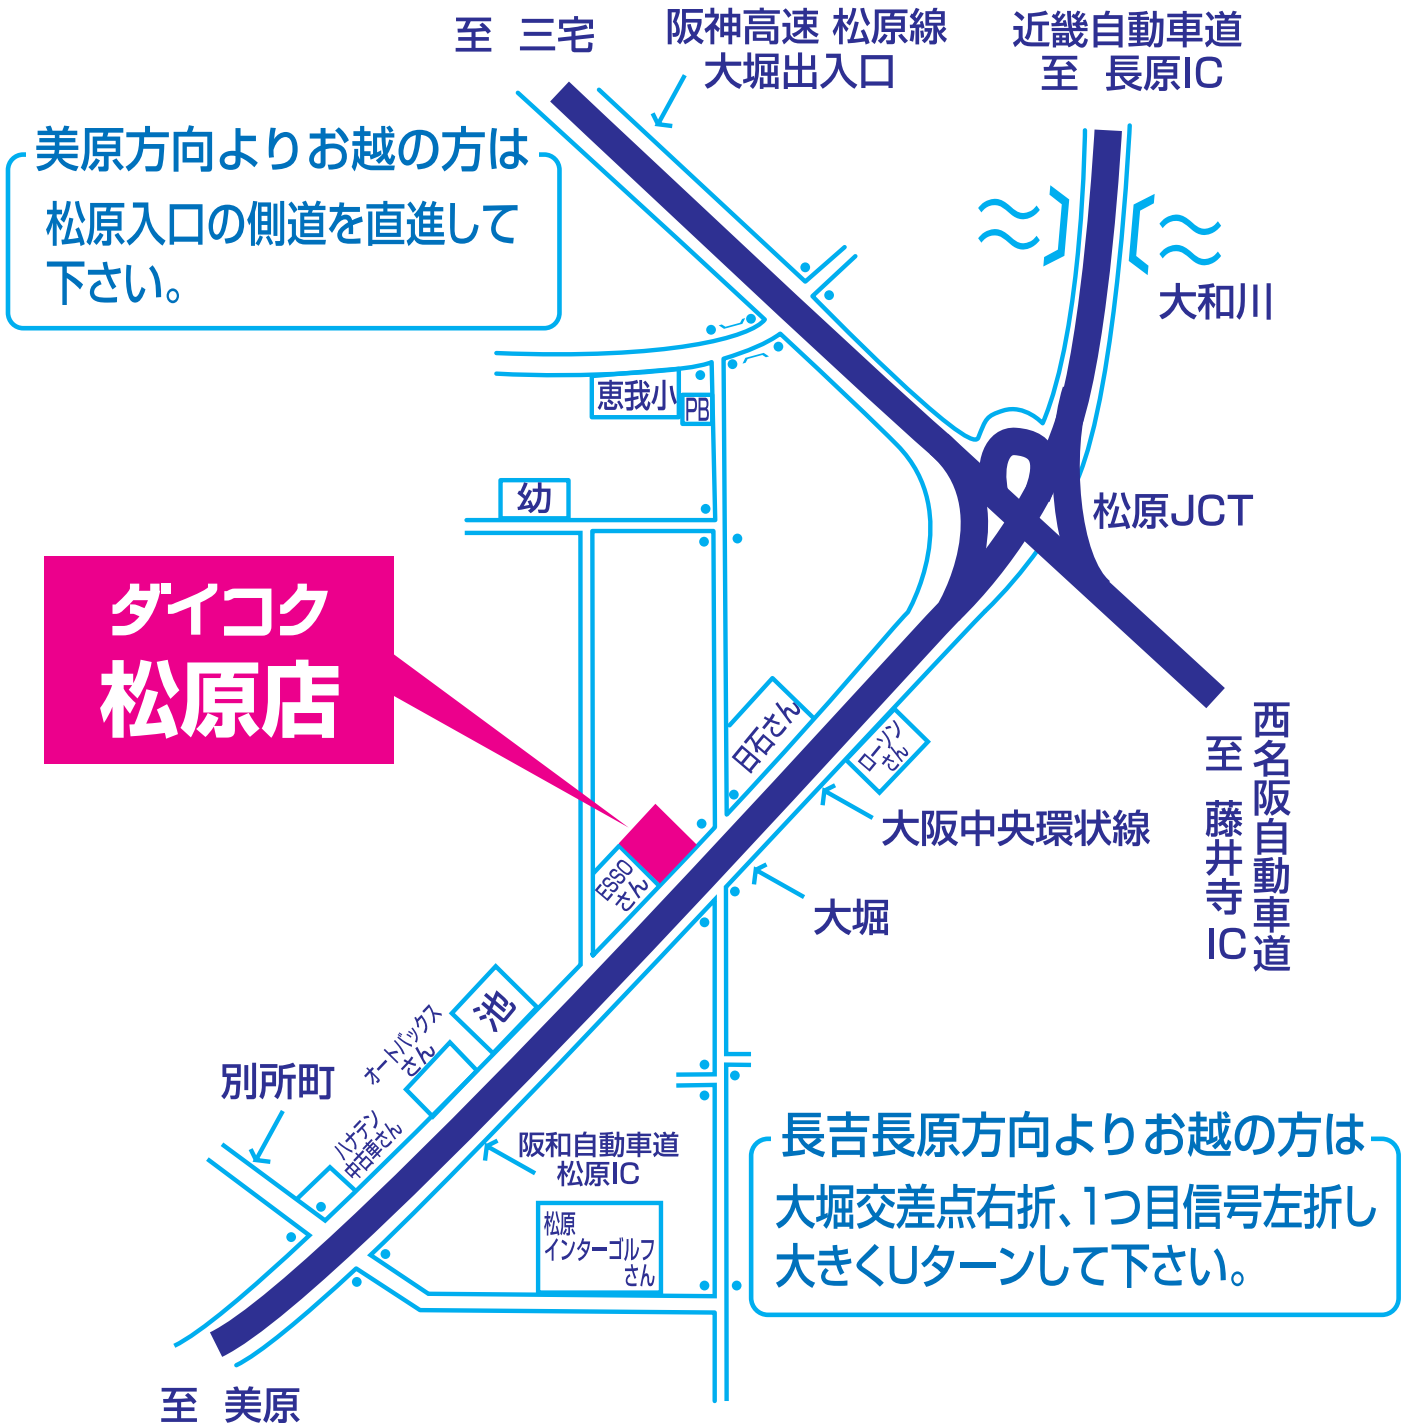 至 三宅
阪神高速 松原線
大堀出入口
近畿自動車道
至 長原IC
美原方向よりお越の方は
松原入口の側道を直進して
下さい。
大和川
恵我小
PB
幼
松原JCT
ダイコク
松原店
日石さん
ローソン
さん
西名阪自動車道
至 藤井寺IC
大阪中央環状線
ESSO
さん
大堀
池
オートバックス
さん
別所町
ハナテン
中古車さん
阪和自動車道
松原IC
長吉長原方向よりお越の方は
大堀交差点右折、1つ目信号左折し
大きくUターンして下さい。
松原
インターゴルフ
さん
至 美原